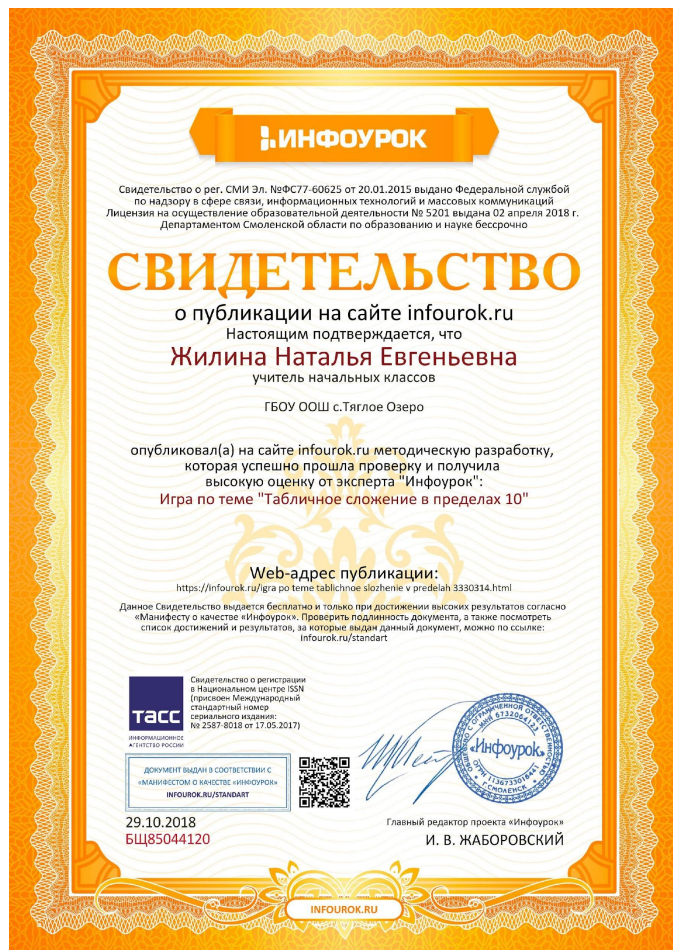 ИНФОУРОК
Свидетельство о рег. СМИ Эл. №ФС77-60625 от 20.01.2015 выдано Федеральной службой
по надзору в сфере связи, информационных технологий и массовых коммуникаций
Лицензия на осуществление образовательной деятельности № 5201 выдана 02 апреля 2018 г.
Департаментом Смоленской области по образованию и науке бессрочно
СВИДЕТЕЛЬСТВО
о публикации на сайте infourok.ru
Настоящим подтверждается, что
Жилина Наталья Евгеньевна
учитель начальных классов
ГБОУ ООШ с.Тяглое Озеро
опубликовал(а) на сайте infourok.ru методическую разработку,
которая успешно прошла проверку и получила
высокую оценку от эксперта "Инфоурок":
Игра по теме "Табличное сложение в пределах 10"
Web-адрес публикации:
https://infourok.ru/igra po teme tablichnoe slozhenie v predelah 3330314.html
Данное Свидетельство выдается бесплатно и только при достижении высоких результатов согласно
«Манифесту о качестве «Инфоурок». Проверить подлинность документа, а также посмотреть
список достижений и результатов, за которые выдан данный документ, можно по ссылке:
infourok.ru/standart
Свидетельство о регистрации
в Национальном центре ISSN
(присвоен Международный
стандартный номер
сериального издания:
№ 2587-8018 от 17.05.2017)
ТАСС
ИНФОРМАЦИОННОЕ
АГЕНТСТВО РОССИИ
ДОКУМЕНТ ВЫДАН В СООТВЕТСТВИИ С
«МАНИФЕСТОМ О КАЧЕСТВЕ «ИНФОУРОК»
INFOUROK.RU/STANDART
ОБЩЕСТВО С ОГРАНИЧЕННОЙ ОТВЕТСТВЕННОСТЬЮ
«Инфоурок»
ОГРН 1136733018441
Г.СМОЛЕНСК
29.10.2018
БЩ85044120
Главный редактор проекта «Инфоурок»
И. В. ЖАБОРОВСКИЙ
INFOUROK.RU